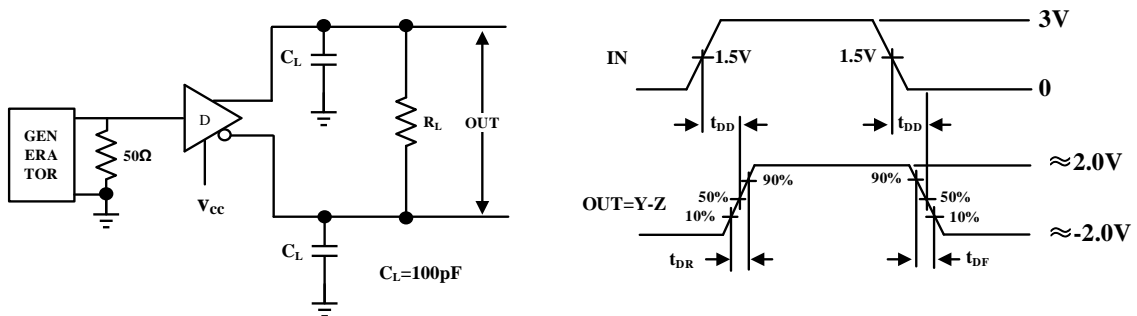 GEN
ERA
TOR
50Ω
D
Vcc
CL
CL
RL
OUT
CL=100pF
IN
1.5V
1.5V
3V
0
tDD
tDD
OUT=Y-Z
90%
50%
10%
90%
50%
10%
≈2.0V
≈-2.0V
tDR
tDF